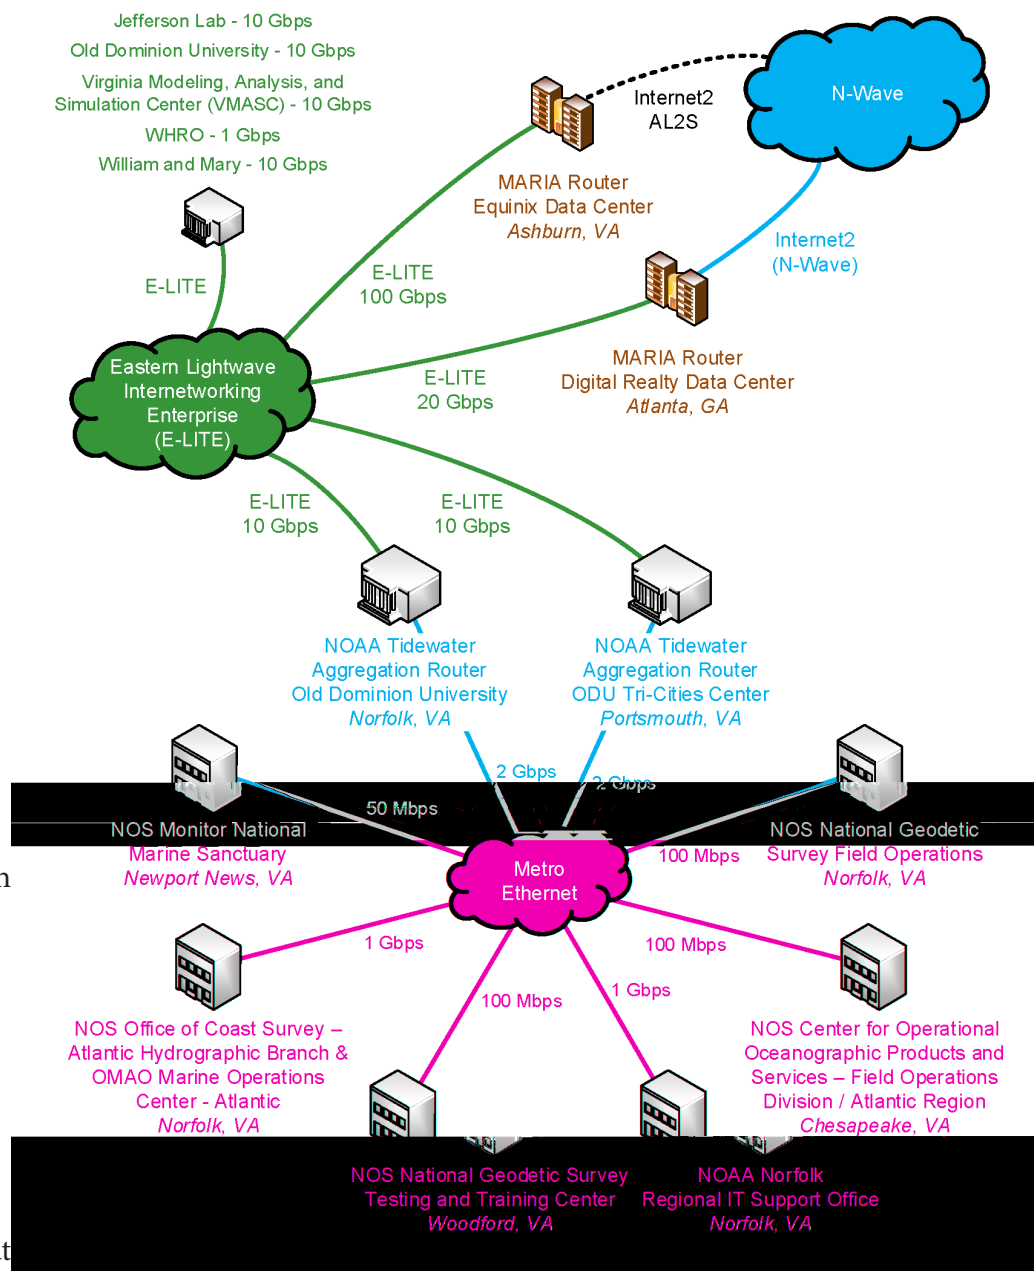 Jefferson Lab - 10 Gbps
Old Dominion University - 10 Gbps
Virginia Modeling, Analysis, and
Simulation Center (VMASC) - 10 Gbps
WHRO - 1 Gbps
William and Mary - 10 Gbps
E-LITE
Internet2
AL2S
N-Wave
MARIA Router
Equinix Data Center
Ashburn, VA
Internet2
(N-Wave)
E-LITE
100 Gbps
MARIA Router
Digital Realty Data Center
Atlanta, GA
Eastern Lightwave
Internetworking
Enterprise
(E-LITE)
E-LITE
20 Gbps
E-LITE
10 Gbps
E-LITE
10 Gbps
NOAA Tidewater
Aggregation Router
Old Dominion University
Norfolk, VA
NOAA Tidewater
Aggregation Router
ODU Tri-Cities Center
Portsmouth, VA
2 Gbps
2 Gbps
50 Mbps
NOS Monitor National
Marine Sanctuary
Newport News, VA
100 Mbps
NOS National Geodetic
Survey Field Operations
Norfolk, VA
n
Metro
Ethernet
1 Gbps
100 Mbps
100 Mbps
1 Gbps
NOS Office of Coast Survey –
Atlantic Hydrographic Branch &
OMAO Marine Operations
Center - Atlantic
Norfolk, VA
NOS Center for Operational
Oceanographic Products and
Services – Field Operations
Division / Atlantic Region
Chesapeake, VA
NOS National Geodetic Survey
Testing and Training Center
Woodford, VA
NOAA Norfolk
Regional IT Support Office
Norfolk, VA
t